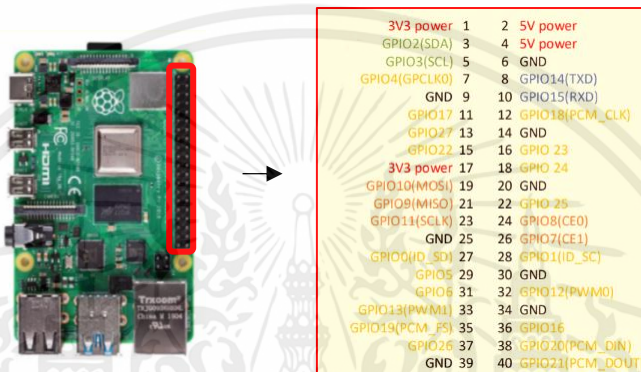 3V3 power 1 2 5V power
GPIO2(SDA) 3 4 5V power
GPIO3(SCL) 5 6 GND
GPIO4(GPCLK0) 7 8 GPIO14(TXD)
GND 9 10 GPIO15(RXD)
GPIO17 11 12 GPIO18(PCM_CLK)
GPIO27 13 14 GND
GPIO22 15 16 GPIO 23
3V3 power 17 18 GPIO 24
GPIO10(MOSI) 19 20 GND
GPIO9(MISO) 21 22 GPIO 25
GPIO11(SCLK) 23 24 GPIO8(CE0)
GND 25 26 GPIO7(CE1)
GPIO0(ID_SD) 27 28 GPIO1(ID_SC)
GPIO5 29 30 GND
GPIO6 31 32 GPIO12(PWM0)
GPIO13(PWM1) 33 34 GND
GPIO19(PCM_FS) 35 36 GPIO16
GPIO26 37 38 GPIO20(PCM_DIN)
GND 39 40 GPIO21(PCM_DOUT
FC
HDMI
Trxcom
China M 1904